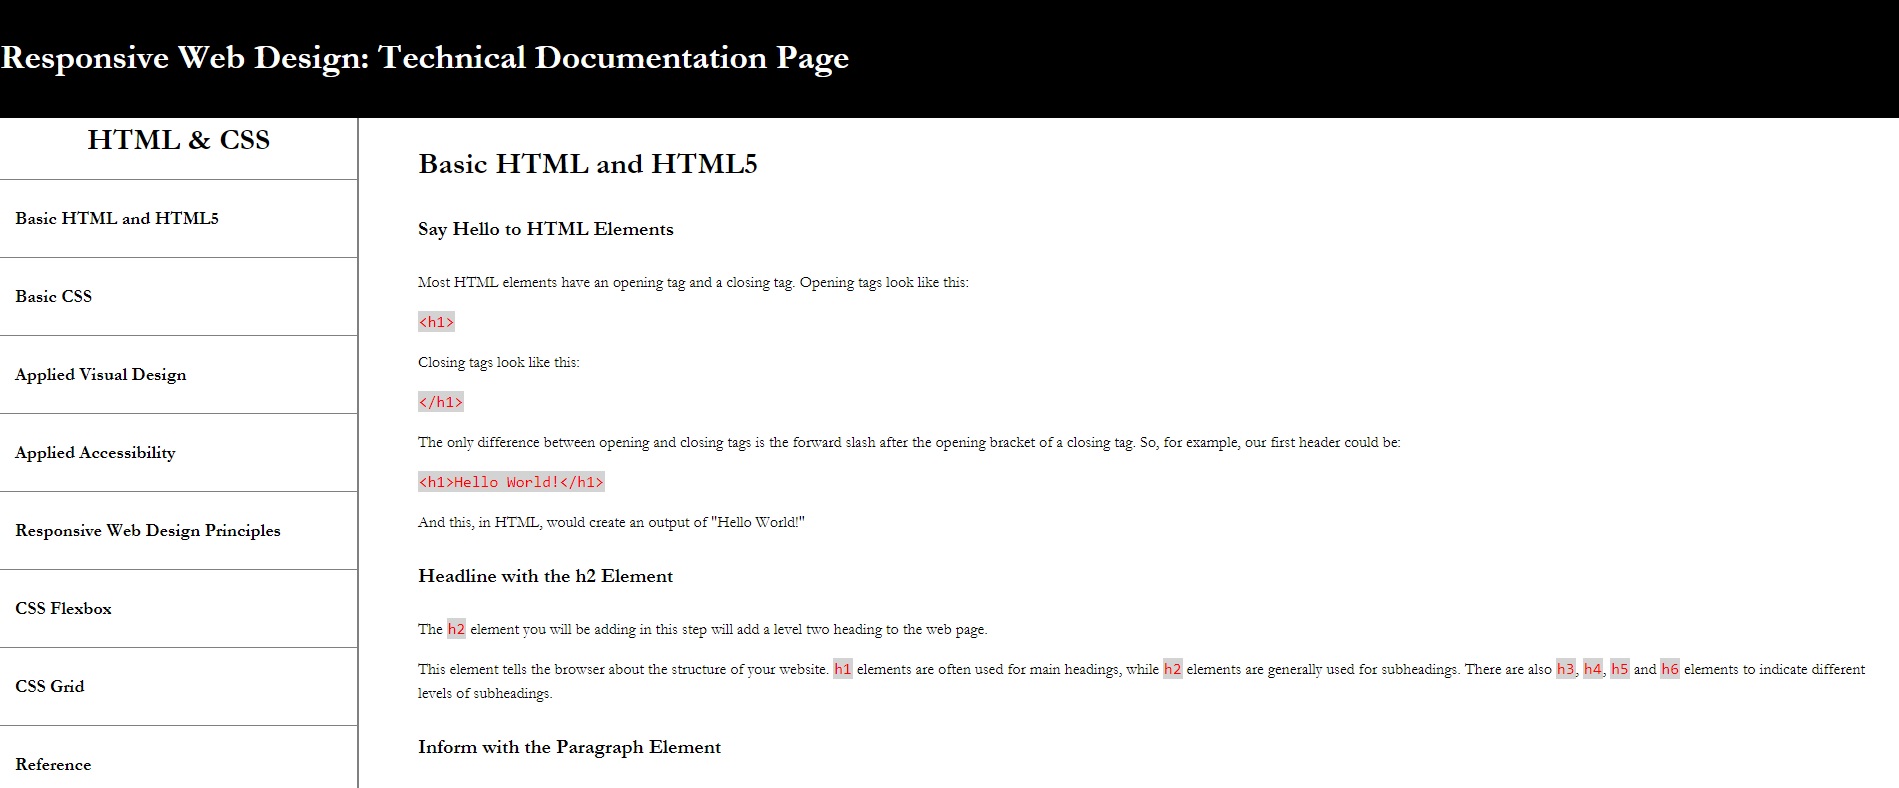 Responsive Web Design: Technical Documentation Page
HTML & CSS
Basic HTML and HTML5
Basic CSS
Applied Visual Design
Applied Accessibility
Responsive Web Design Principles
CSS Flexbox
CSS Grid
Reference
Basic HTML and HTML5
Say Hello to HTML Elements
Most HTML elements have an opening tag and a closing tag. Opening tags look like this:
<h1>
Closing tags look like this:
</h1>
The only difference between opening and closing tags is the forward slash after the opening bracket of a closing tag. So, for example, our first header could be:
<h1>Hello World!</h1>
And this, in HTML, would create an output of "Hello World!"
Headline with the h2 Element
The h2 element you will be adding in this step will add a level two heading to the web page.
This element tells the browser about the structure of your website. h1 elements are often used for main headings, while h2 elements are generally used for subheadings. There are also h3, h4, h5 and h6 elements to indicate different
levels of subheadings.
Inform with the Paragraph Element